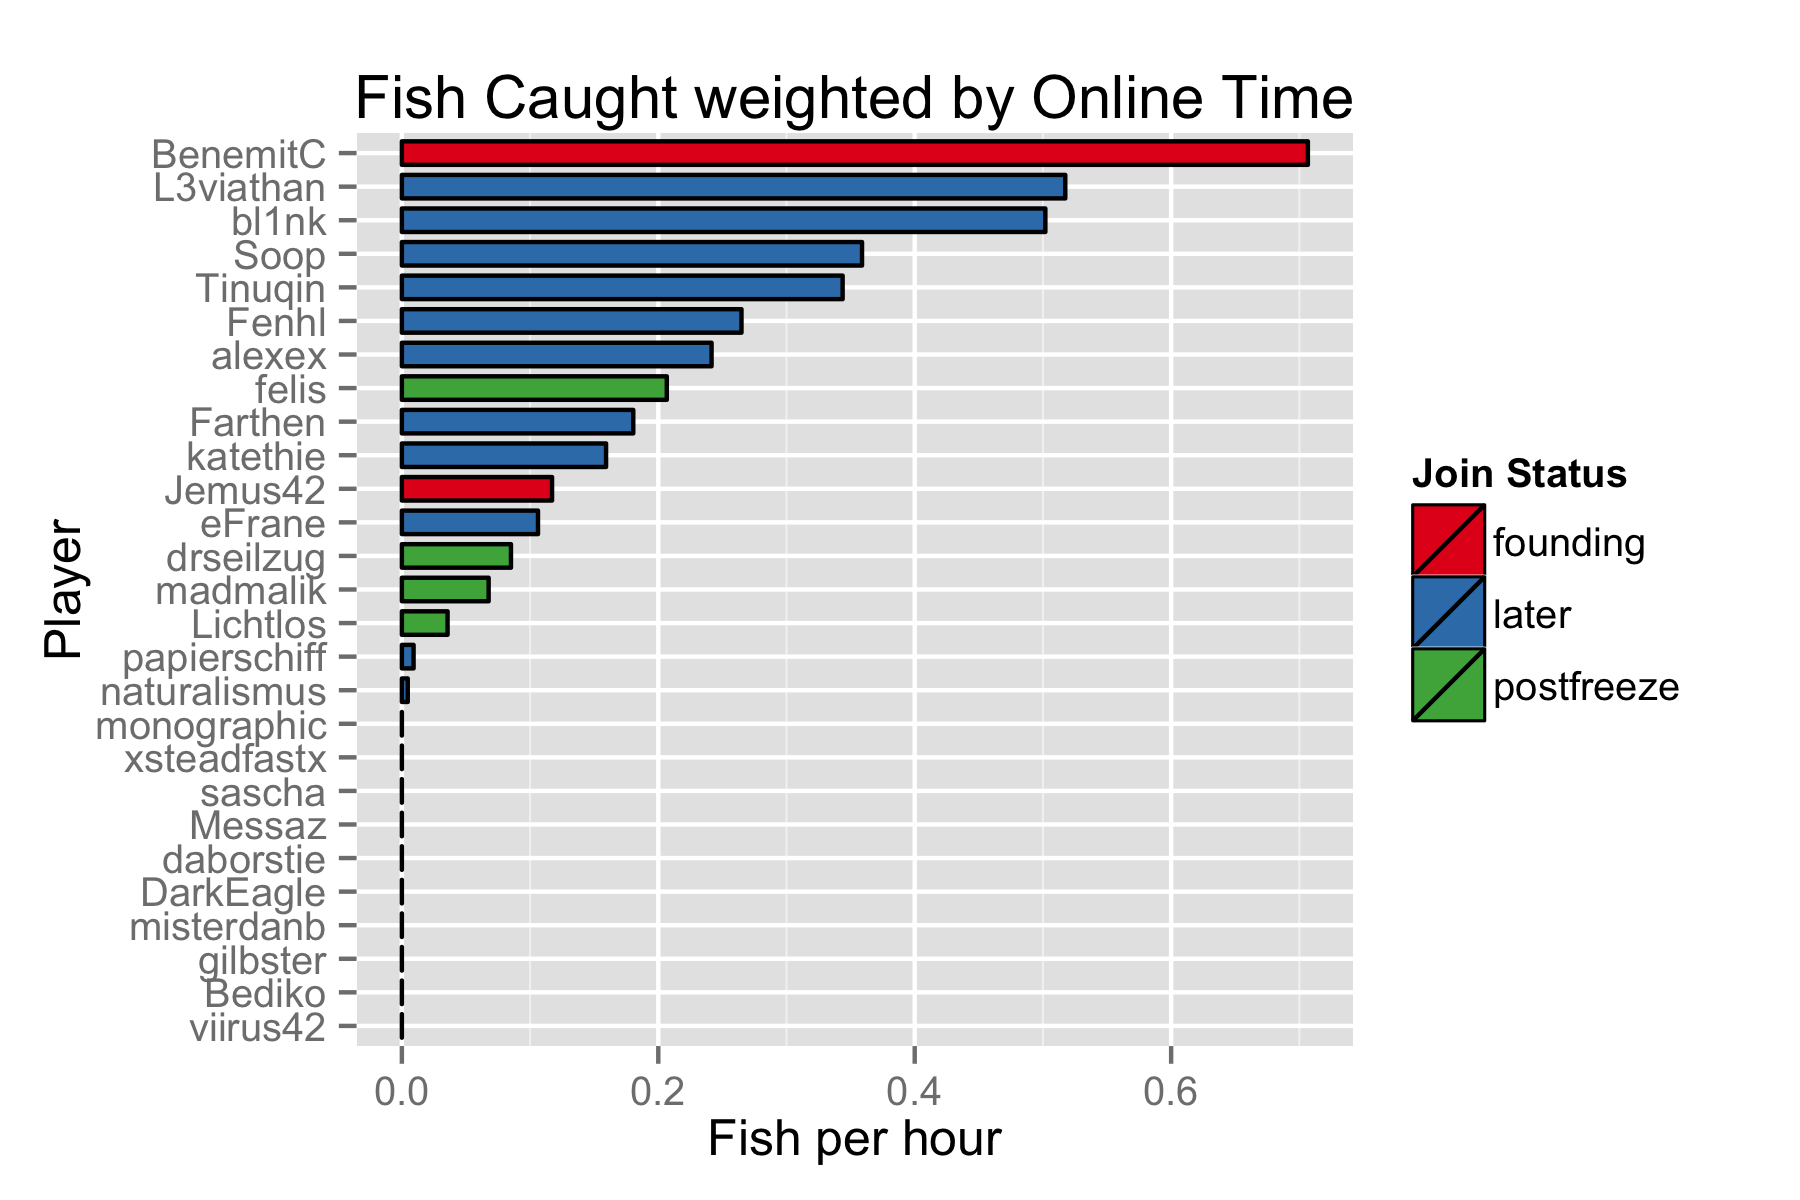 Fish Caught weighted by Online Time
BenemitC
L3viathan
bl1nk
Soop
Tinuqin
Fenhl
alexex
felis
Farthen
katethie
Jemus42
eFrane
drseilzug
madmalik
Lichtlos
papierschiff
naturalismus
monographic
xsteadfastx
sascha
Messaz
daborstie
DarkEagle
misterdanb
gilbster
Bediko
viirus42
Player
0.0 0.2 0.4 0.6
Fish per hour
Join Status
founding
later
postfreeze